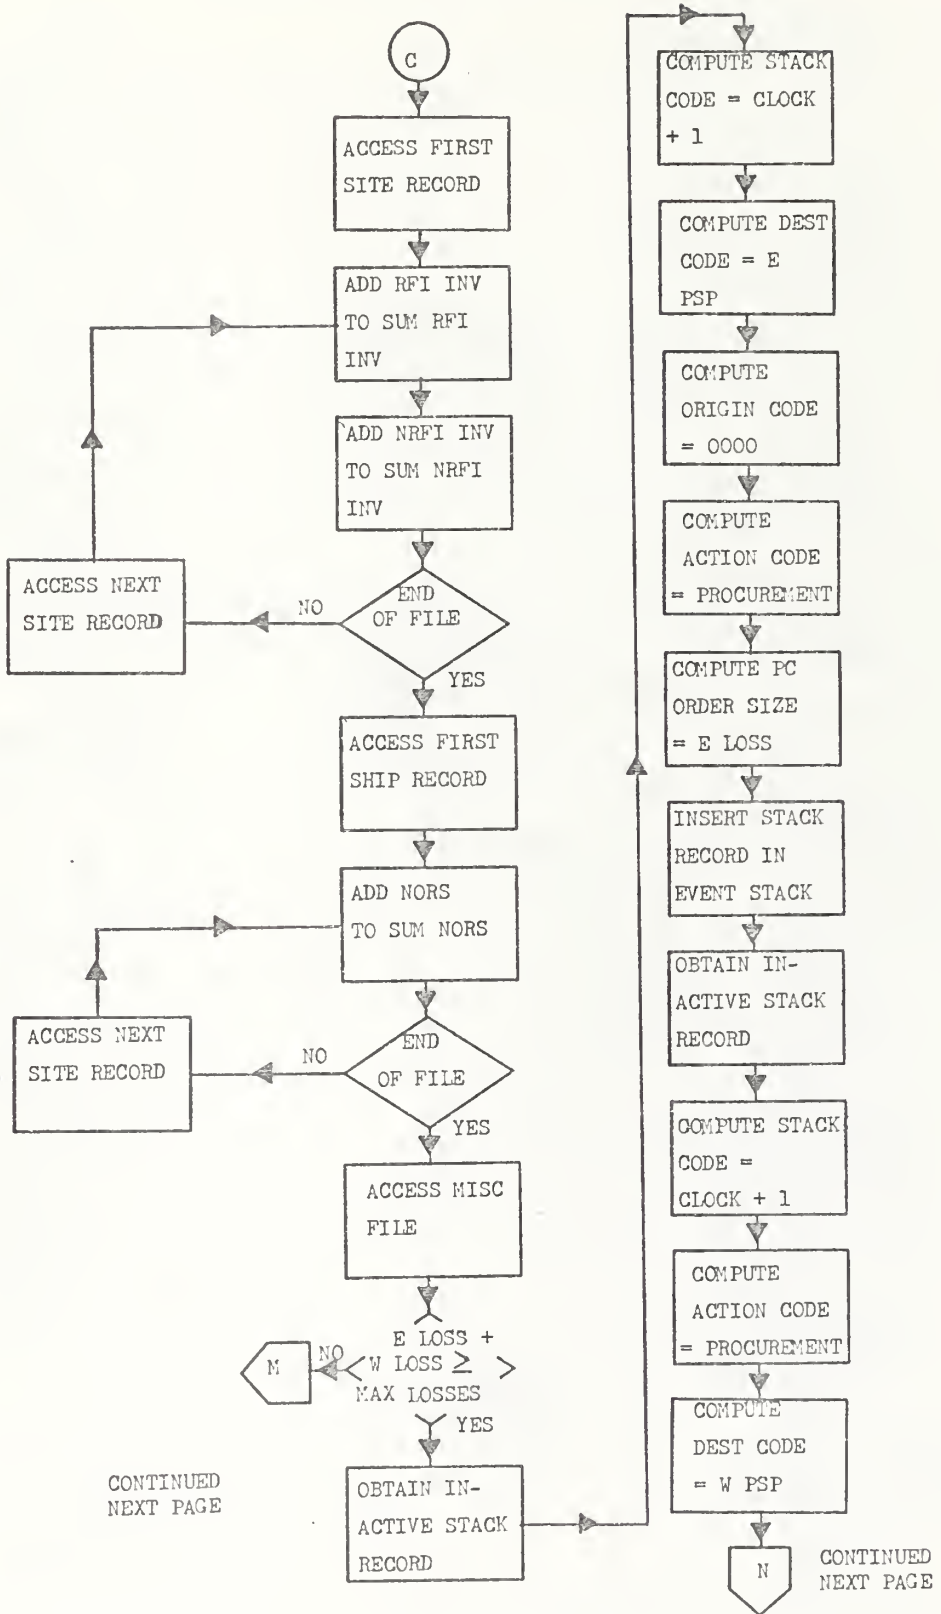 C
ACCESS FIRST
SITE RECORD
ADD RFI INV
TO SUM RFI
INV
ADD NRFI INV
TO SUM NRFI
INV
END
OF FILE
NO
ACCESS NEXT
SITE RECORD
YES
ACCESS FIRST
SHIP RECORD
ADD NORS
TO SUM NORS
END
OF FILE
NO
ACCESS NEXT
SITE RECORD
YES
ACCESS MISC
FILE
E LOSS +
W LOSS ≥
MAX LOSSES
NO
M
YES
CONTINUED
NEXT PAGE
OBTAIN IN-
ACTIVE STACK
RECORD
COMPUTE STACK
CODE = CLOCK
+ 1
COMPUTE DEST
CODE = E
PSP
COMPUTE
ORIGIN CODE
= 0000
COMPUTE
ACTION CODE
= PROCUREMENT
COMPUTE PC
ORDER SIZE
= E LOSS
INSERT STACK
RECORD IN
EVENT STACK
OBTAIN IN-
ACTIVE STACK
RECORD
COMPUTE STACK
CODE =
CLOCK + 1
COMPUTE
ACTION CODE
= PROCUREMENT
COMPUTE
DEST CODE
= W PSP
N
CONTINUED
NEXT PAGE